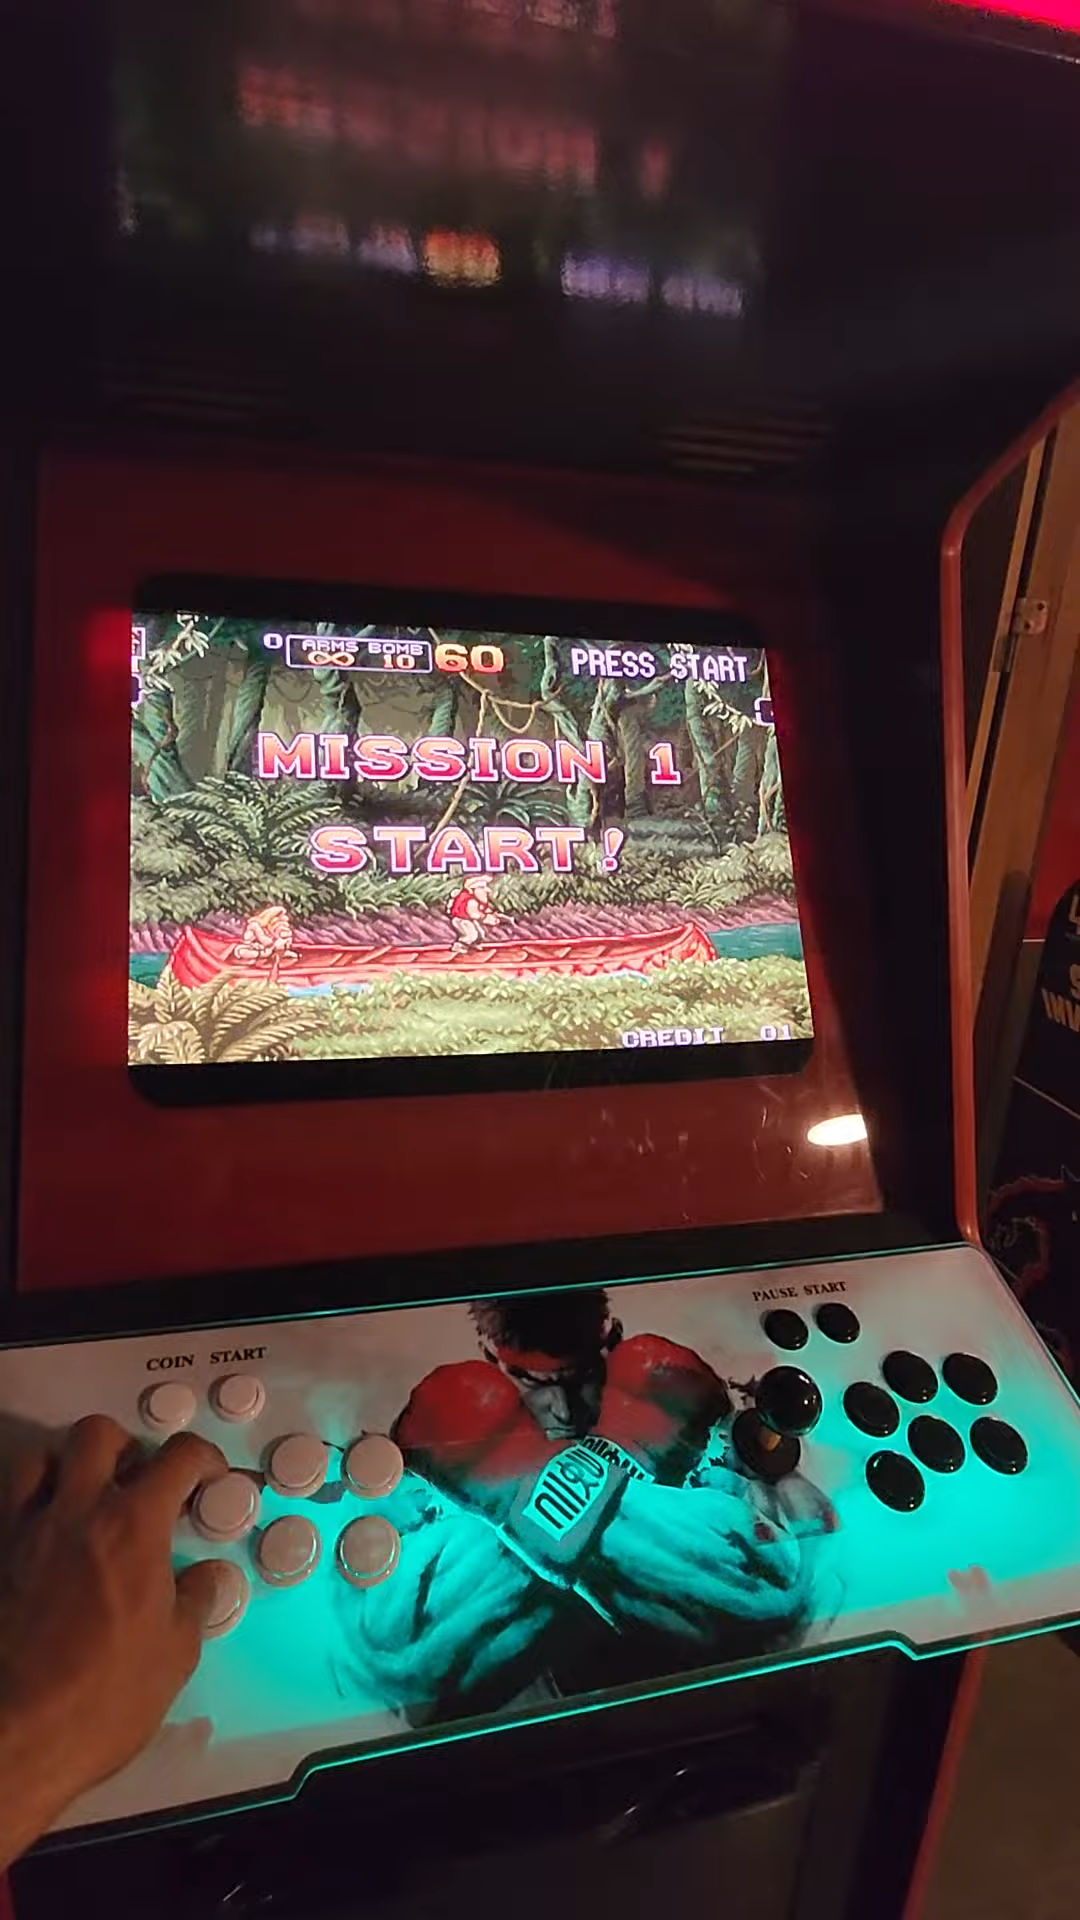 0 ARMS BOMB 60 PRESS START
∞ 10
MISSION 1
START!
CREDIT 01
PAUSE START
COIN START